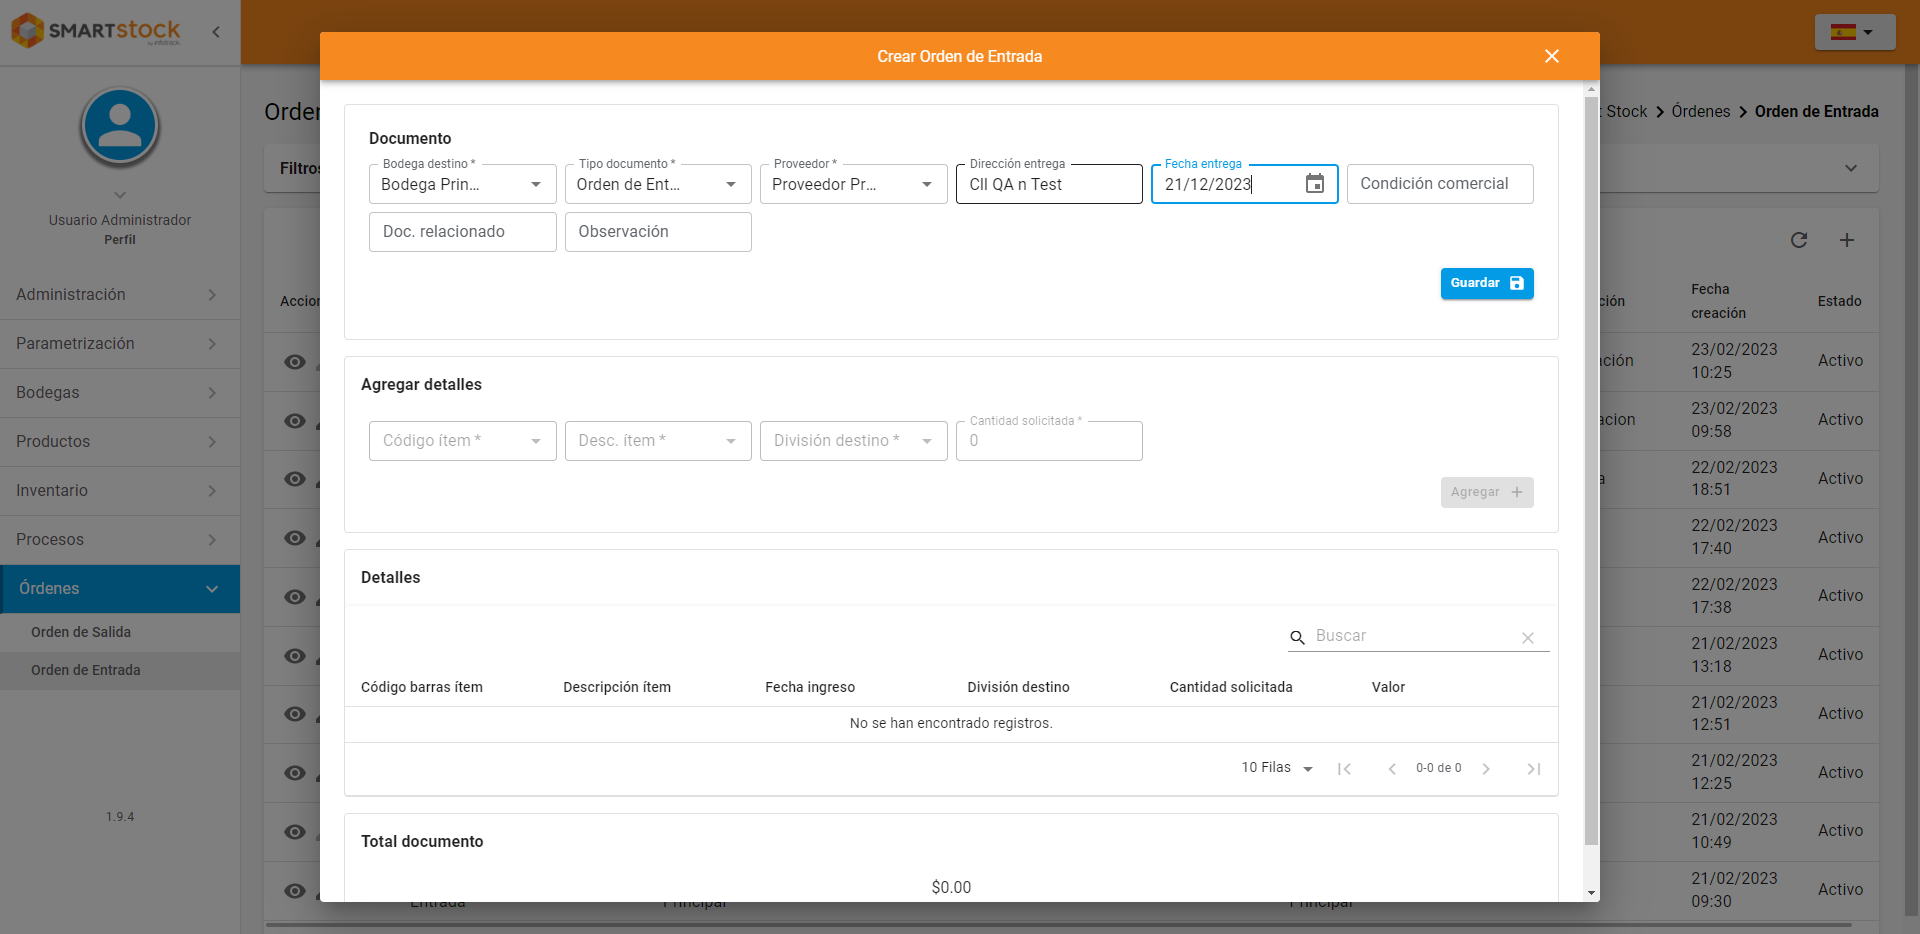 SMARTstock
by infotrack
Crear Orden de Entrada
Usuario Administrador
Perfil
Administración
Parametrización
Bodegas
Productos
Inventario
Procesos
Órdenes
Orden de Salida
Orden de Entrada
1.9.4
Stock > Órdenes > Orden de Entrada
Filtros
Documento
Bodega destino *
Bodega Prin...
Tipo documento *
Orden de Ent...
Proveedor *
Proveedor Pr...
Dirección entrega
Cll QA n Test
Fecha entrega
21/12/2023
Condición comercial
Doc. relacionado
Observación
Guardar
Agregar detalles
Código ítem *
Desc. ítem *
División destino *
Cantidad solicitada *
0
Agregar
Detalles
Buscar
Código barras ítem
Descripción ítem
Fecha ingreso
División destino
Cantidad solicitada
Valor
No se han encontrado registros.
10 Filas
0-0 de 0
Total documento
$0.00
Fecha creación
Estado
23/02/2023 10:25 Activo
23/02/2023 09:58 Activo
22/02/2023 18:51 Activo
22/02/2023 17:40 Activo
22/02/2023 17:38 Activo
21/02/2023 13:18 Activo
21/02/2023 12:51 Activo
21/02/2023 12:25 Activo
21/02/2023 10:49 Activo
21/02/2023 09:30 Activo
Entrada
Principal
Principal